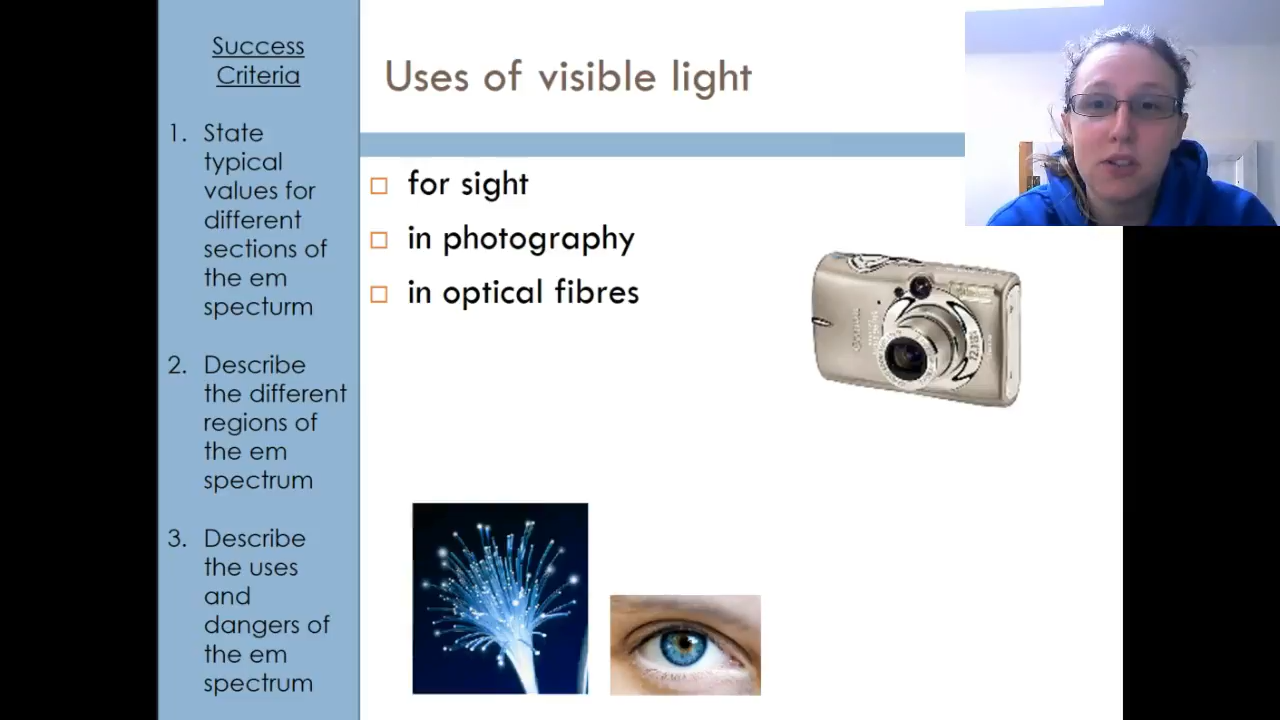 Success
Criteria
1. State
typical
values for
different
sections of
the em
specturm
2. Describe
the different
regions of
the em
spectrum
3. Describe
the uses
and
dangers of
the em
spectrum
Uses of visible light
for sight
in photography
in optical fibres